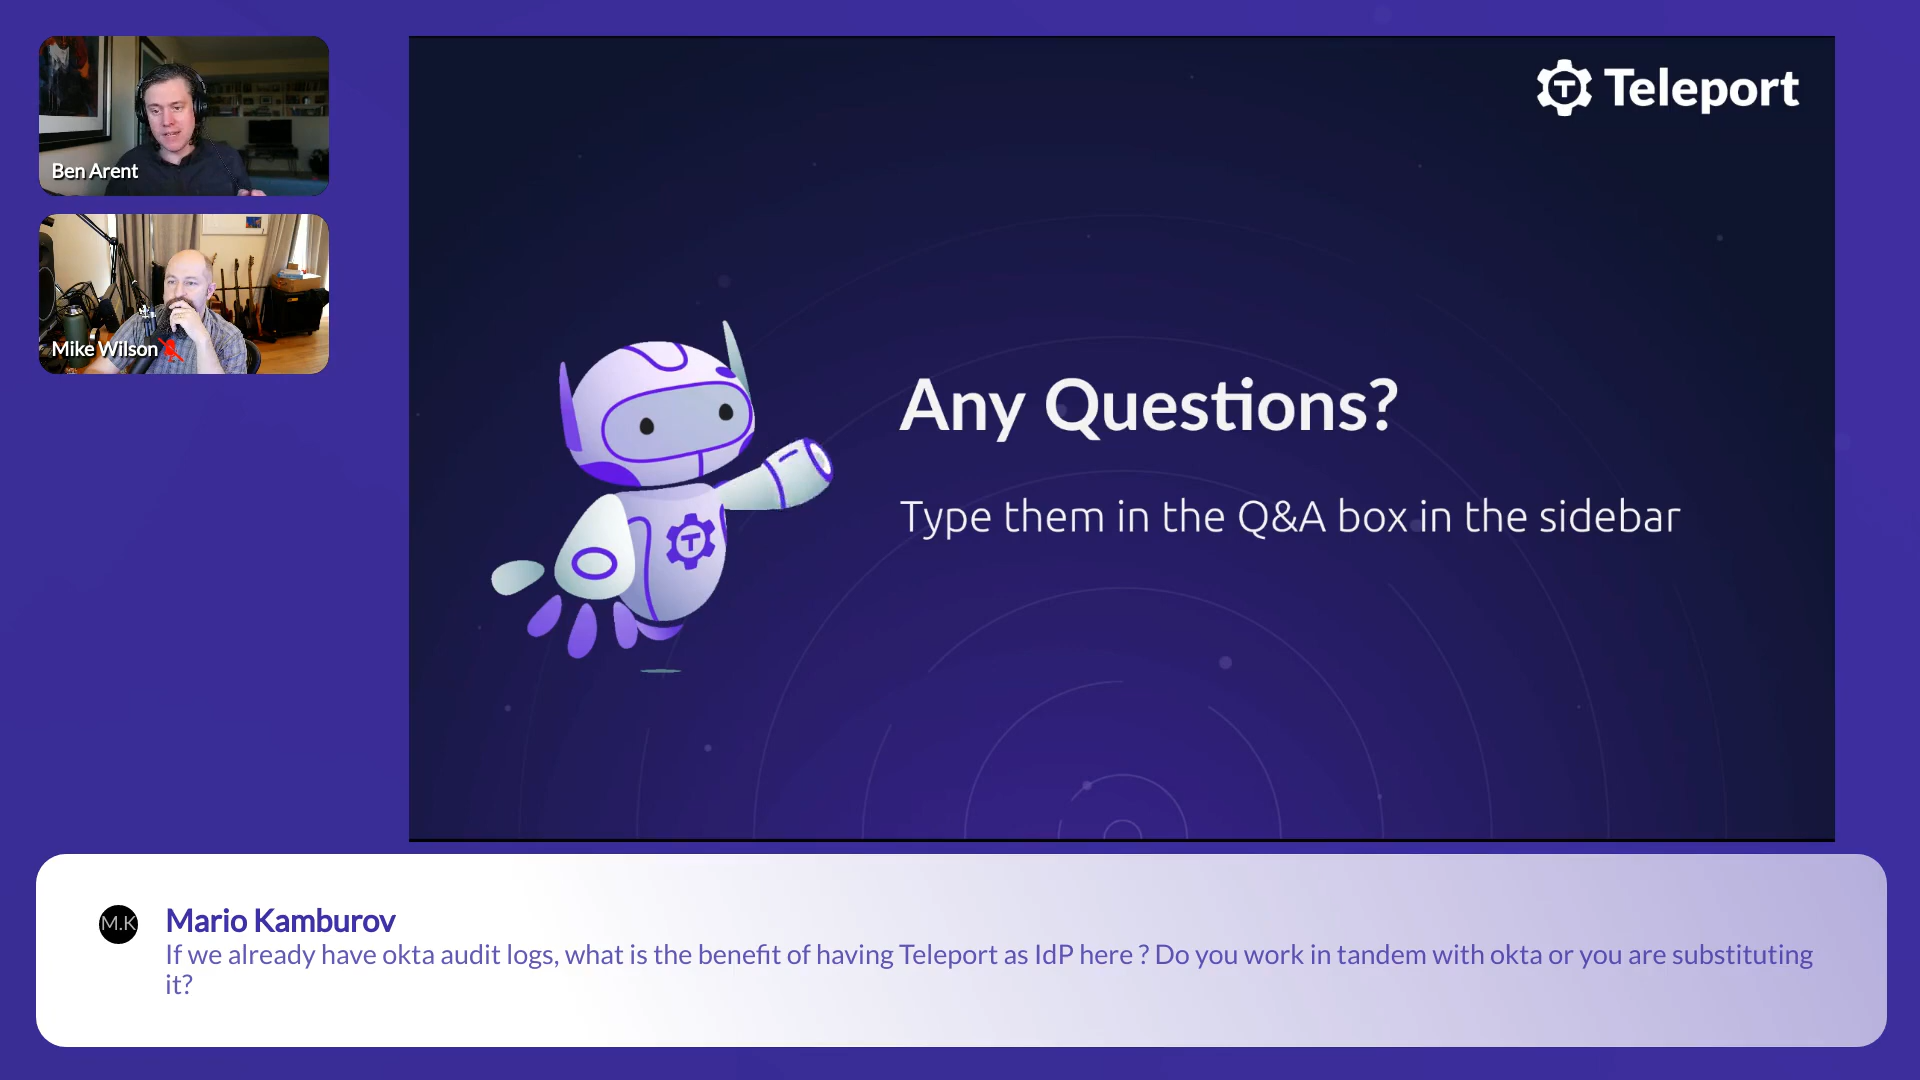 Ben Arent
Mike Wilson
Teleport
Any Questions?
Type them in the Q&A box in the sidebar
M.K
Mario Kamburov
If we already have okta audit logs, what is the benefit of having Teleport as IdP here ? Do you work in tandem with okta or you are substituting
it?